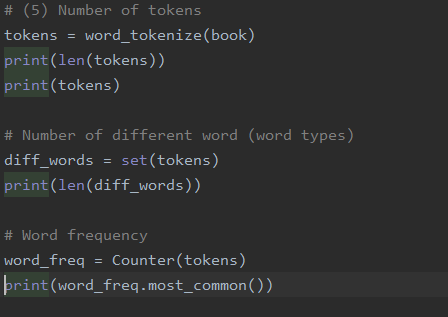 # (5) Number of tokens
tokens = word_tokenize(book)
print(len(tokens))
print(tokens)
# Number of different word (word types)
diff_words = set(tokens)
print(len(diff_words))
# Word frequency
word_freq = Counter(tokens)
print(word_freq.most_common())